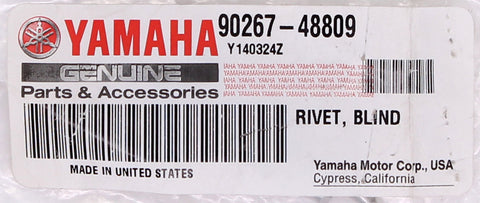 YAMAHA 90267-48809
Y140324Z
GENUINE
Parts & Accessories
RIVET, BLIND
MADE IN UNITED STATES
Yamaha Motor Corp., USA
Cypress, California